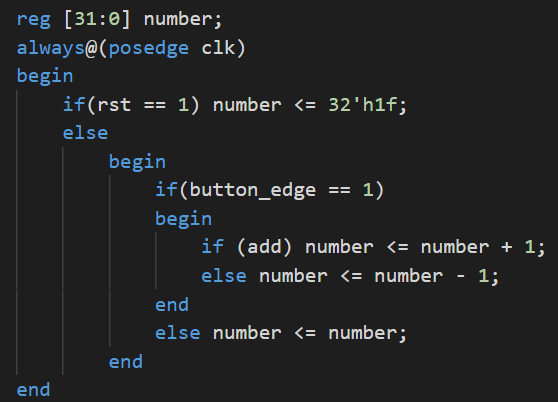 reg [31:0] number;
always@(posedge clk)
begin
if(rst == 1) number <= 32'h1f;
else
begin
if(button_edge == 1)
begin
if (add) number <= number + 1;
else number <= number - 1;
end
else number <= number;
end
end